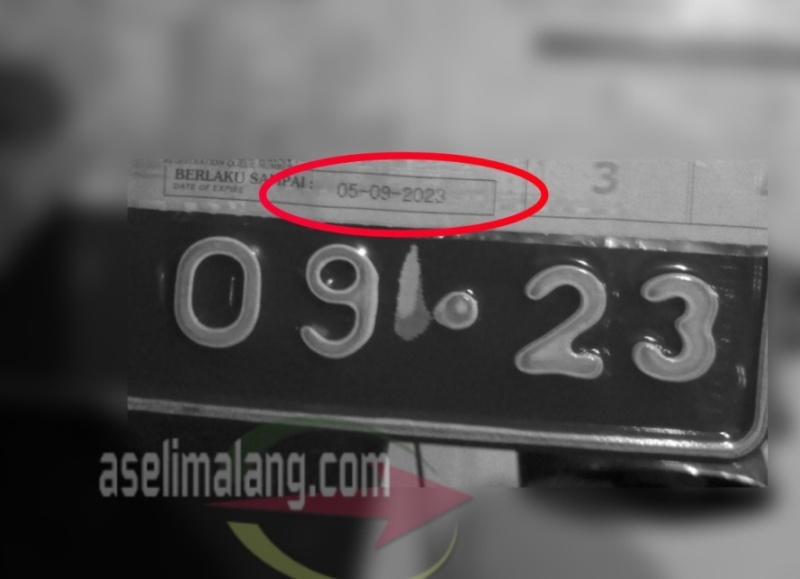 BERLAKU SAMPAI : 05-09-2023
DATE OF EXPIRE
3
09 · 23
aselimalang.com